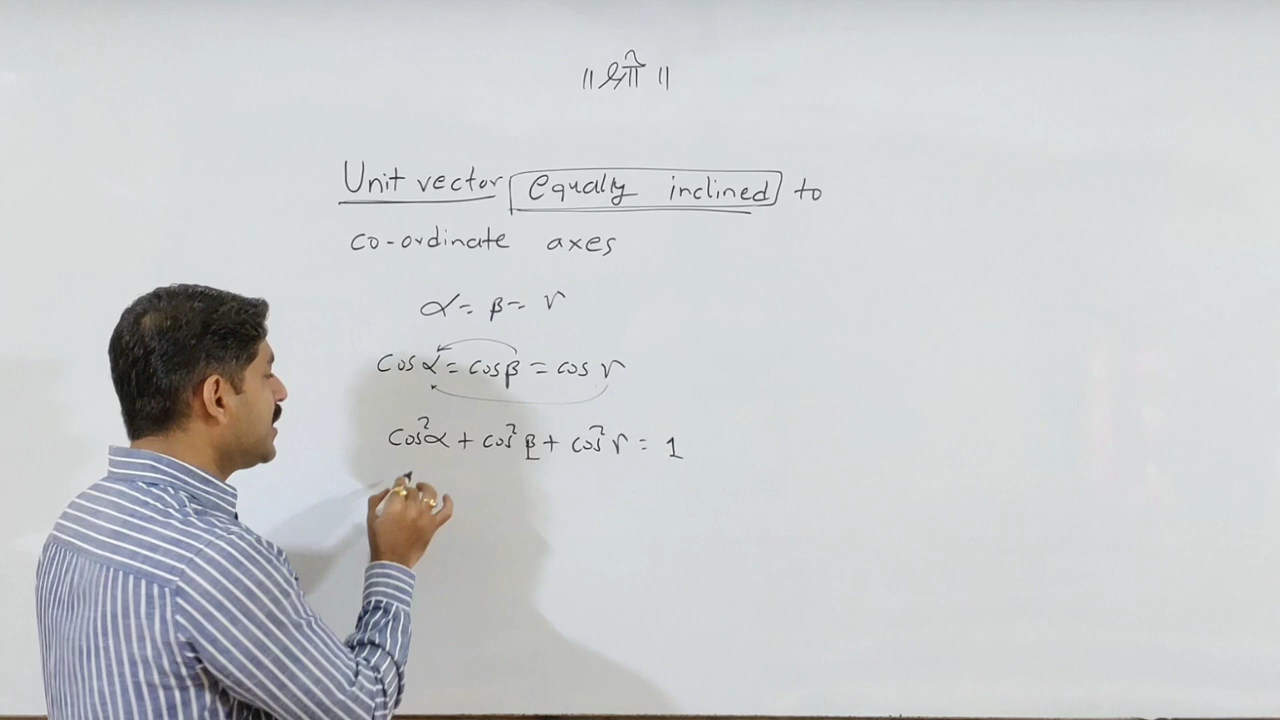 ॥ श्री ॥
Unit vector equally inclined to
co-ordinate axes
α = β = γ
cos α = cos β = cos γ
cos²α + cos²β + cos²γ = 1